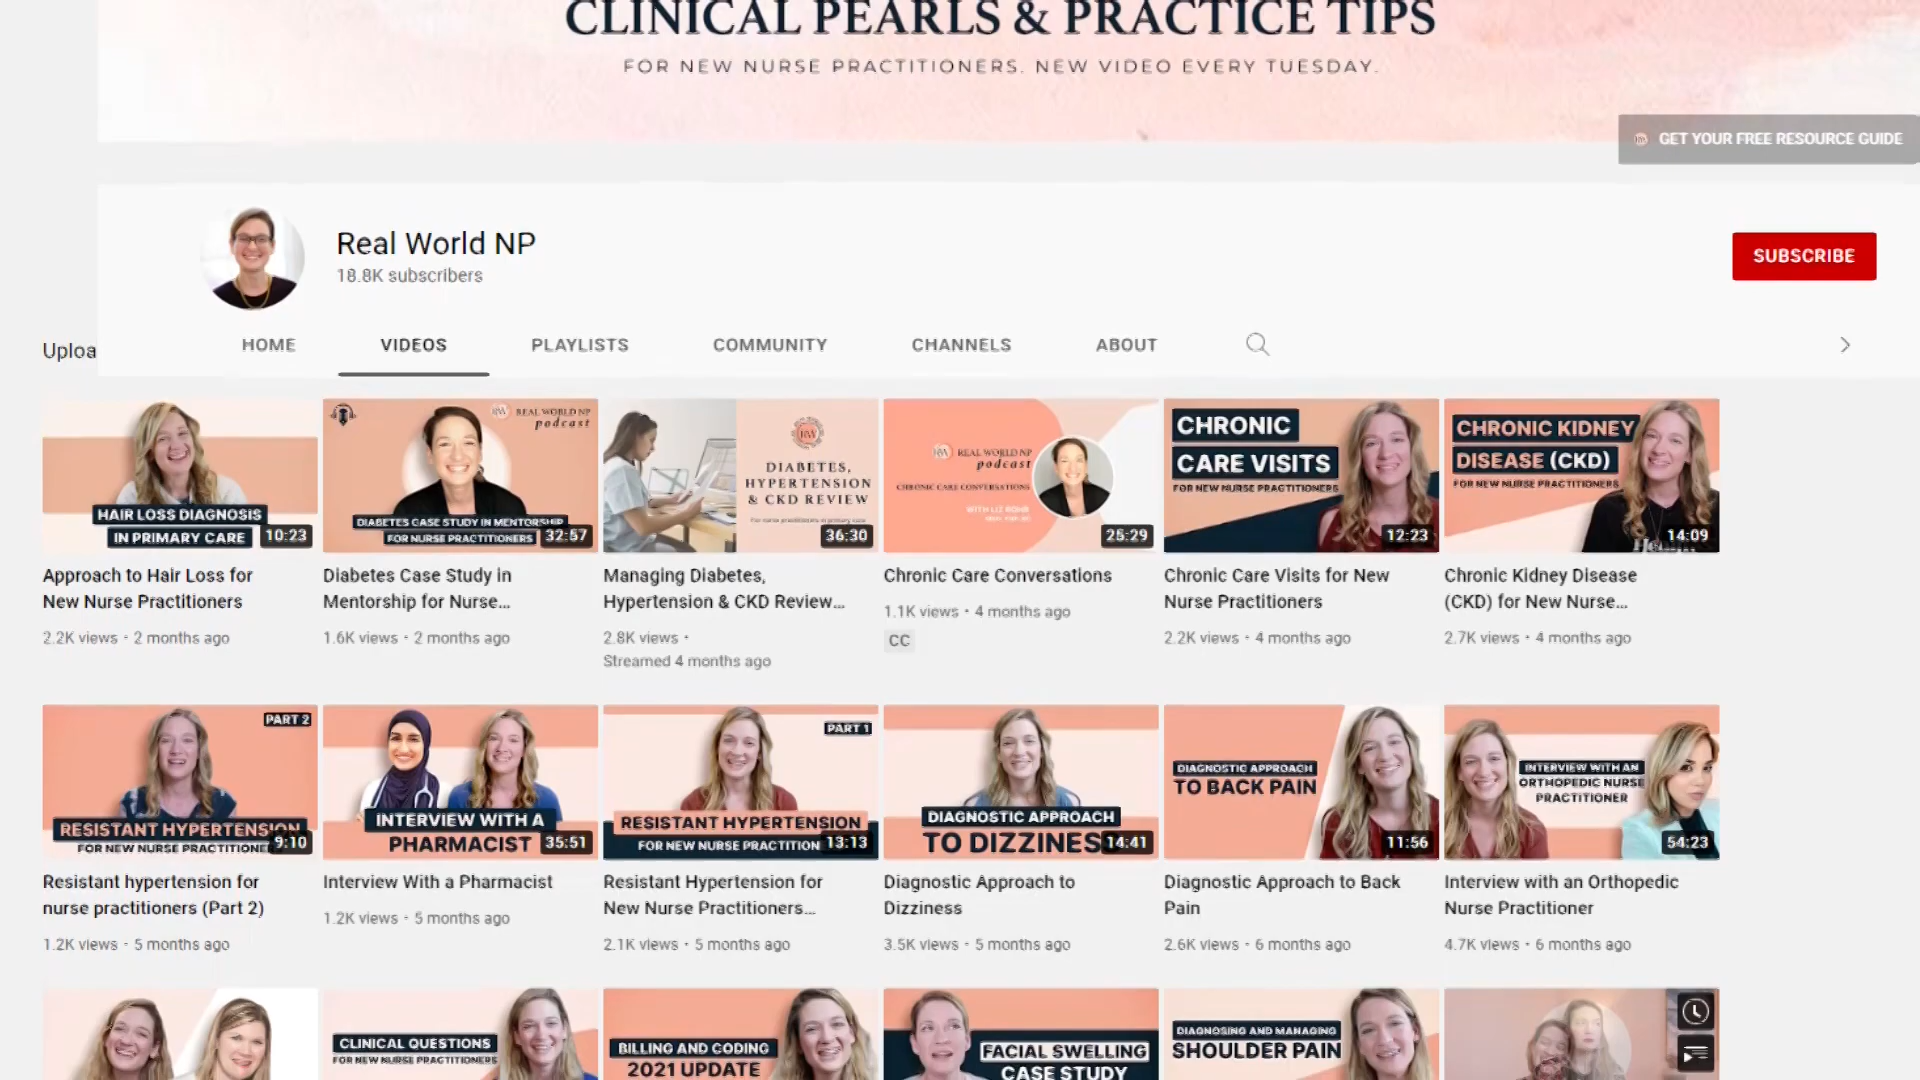 CLINICAL PEARLS & PRACTICE TIPS
FOR NEW NURSE PRACTITIONERS. NEW VIDEO EVERY TUESDAY.
GET YOUR FREE RESOURCE GUIDE
Real World NP
18.8K subscribers
SUBSCRIBE
Uploa
HOME VIDEOS PLAYLISTS COMMUNITY CHANNELS ABOUT
HAIR LOSS DIAGNOSIS
IN PRIMARY CARE
10:23
Approach to Hair Loss for
New Nurse Practitioners
2.2K views • 2 months ago
REAL WORLD NP
podcast
DIABETES CASE STUDY IN MENTORSHIP
FOR NURSE PRACTITIONERS
32:57
Diabetes Case Study in
Mentorship for Nurse...
1.6K views • 2 months ago
RW
DIABETES,
HYPERTENSION
& CKD REVIEW
For nurse practitioners in primary care
36:30
Managing Diabetes,
Hypertension & CKD Review...
2.8K views •
Streamed 4 months ago
REAL WORLD NP
podcast
CHRONIC CARE CONVERSATIONS
WITH LIZ ROHR
25:29
Chronic Care Conversations
1.1K views • 4 months ago
CC
CHRONIC
CARE VISITS
FOR NEW NURSE PRACTITIONERS
12:23
Chronic Care Visits for New
Nurse Practitioners
2.2K views • 4 months ago
CHRONIC KIDNEY
DISEASE (CKD)
FOR NEW NURSE PRACTITIONERS
14:09
Chronic Kidney Disease
(CKD) for New Nurse...
2.7K views • 4 months ago
PART 2
RESISTANT HYPERTENSION
FOR NEW NURSE PRACTITIONER
9:10
Resistant hypertension for
nurse practitioners (Part 2)
1.2K views • 5 months ago
INTERVIEW WITH A
PHARMACIST
35:51
Interview With a Pharmacist
1.2K views • 5 months ago
PART 1
RESISTANT HYPERTENSION
FOR NEW NURSE PRACTITION
13:13
Resistant Hypertension for
New Nurse Practitioners...
2.1K views • 5 months ago
DIAGNOSTIC APPROACH
TO DIZZINES
14:41
Diagnostic Approach to
Dizziness
3.5K views • 5 months ago
DIAGNOSTIC APPROACH
TO BACK PAIN
11:56
Diagnostic Approach to Back
Pain
2.6K views • 6 months ago
INTERVIEW WITH AN
ORTHOPEDIC NURSE
PRACTITIONER
54:23
Interview with an Orthopedic
Nurse Practitioner
4.7K views • 6 months ago
CLINICAL QUESTIONS
FOR NEW NURSE PRACTITIONERS
BILLING AND CODING
2021 UPDATE
FACIAL SWELLING
CASE STUDY
DIAGNOSING AND MANAGING
SHOULDER PAIN